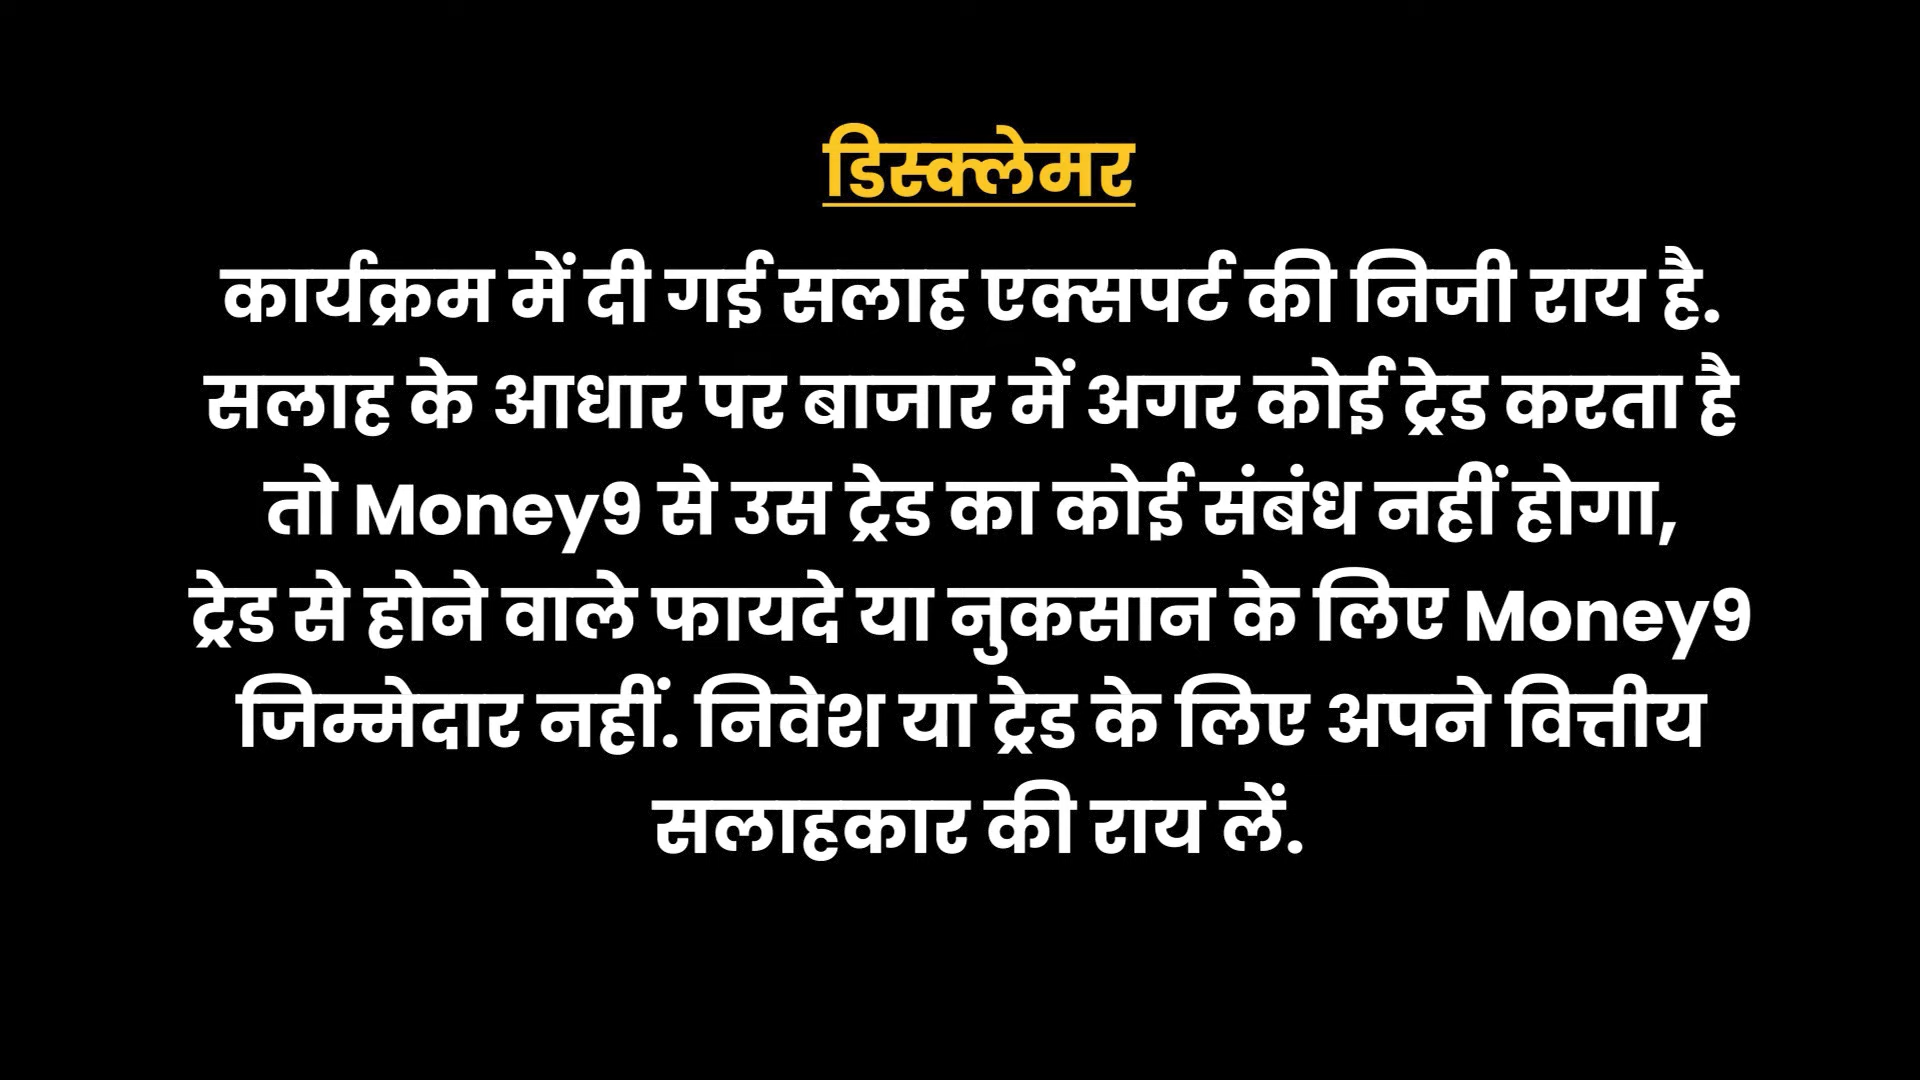 डिस्क्लेमर
कार्यक्रम में दी गई सलाह एक्सपर्ट की निजी राय है.
सलाह के आधार पर बाजार में अगर कोई ट्रेड करता है
तो Money9 से उस ट्रेड का कोई संबंध नहीं होगा,
ट्रेड से होने वाले फायदे या नुकसान के लिए Money9
जिम्मेदार नहीं. निवेश या ट्रेड के लिए अपने वित्तीय
सलाहकार की राय लें.